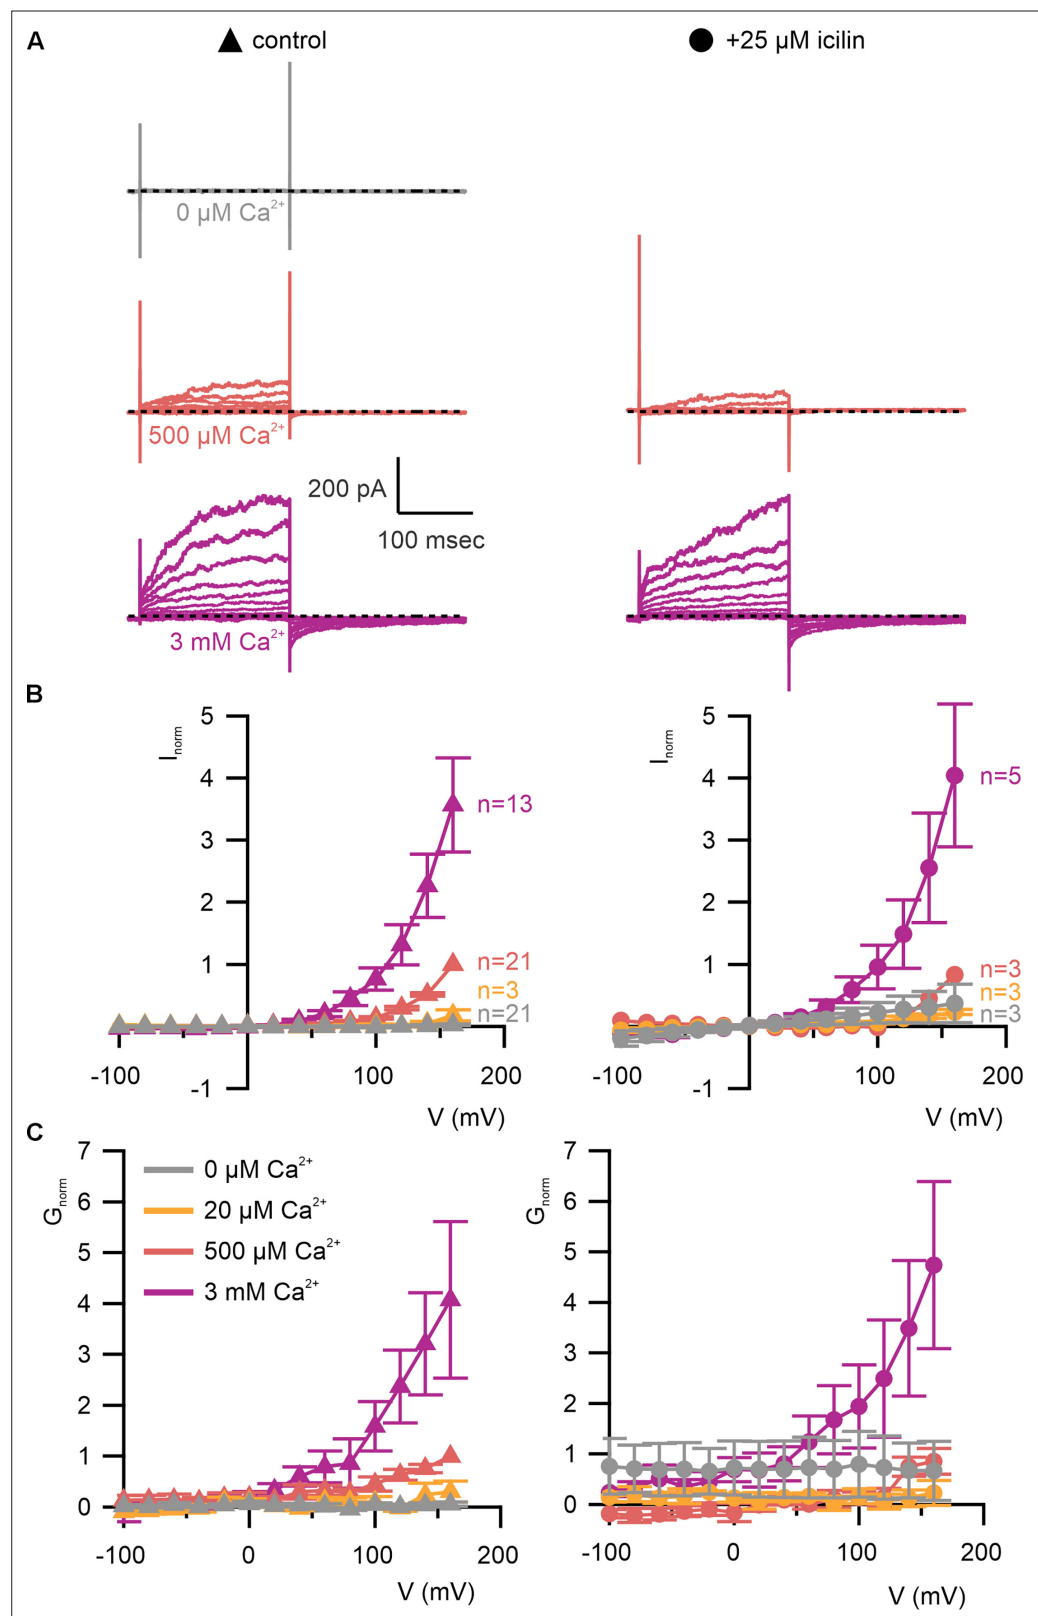 A
control
+25 µM icilin
0 µM Ca²⁺
500 µM Ca²⁺
200 pA
100 msec
3 mM Ca²⁺
B
5
4
3
2
1
-1
-100
100
200
I norm
V (mV)
n=13
n=21
n=3
n=21
5
4
3
2
1
-1
-100
100
200
I norm
V (mV)
n=5
n=3
n=3
n=3
C
7
6
5
4
3
2
1
0
-100
0
100
200
G norm
V (mV)
0 µM Ca²⁺
20 µM Ca²⁺
500 µM Ca²⁺
3 mM Ca²⁺
7
6
5
4
3
2
1
0
-100
0
100
200
G norm
V (mV)